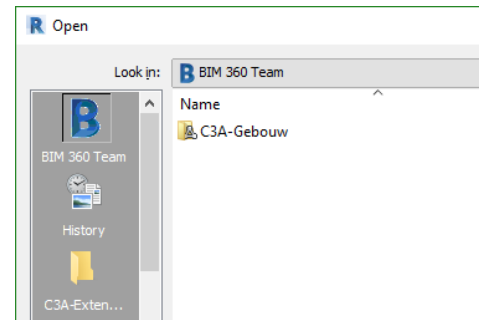 R Open
Look in:
B BIM 360 Team
Name
C3A-Gebouw
B
BIM 360 Team
History
C3A-Exten...